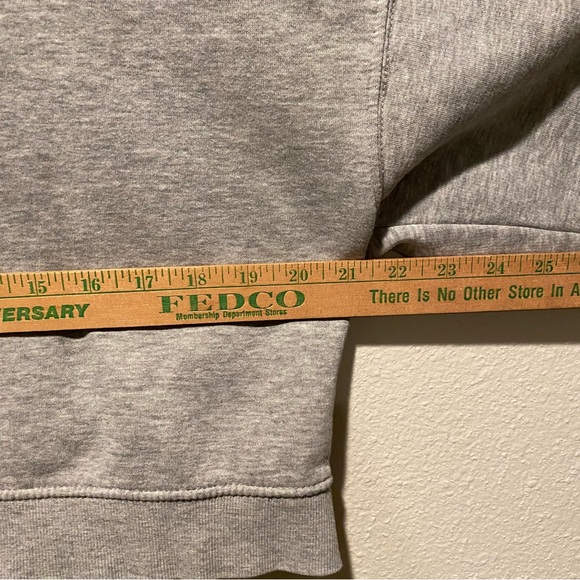 15 16 17 18 19 20 21 22 23 24 25
ERSARY FEDCO There Is No Other Store In A
Membership Department Stores